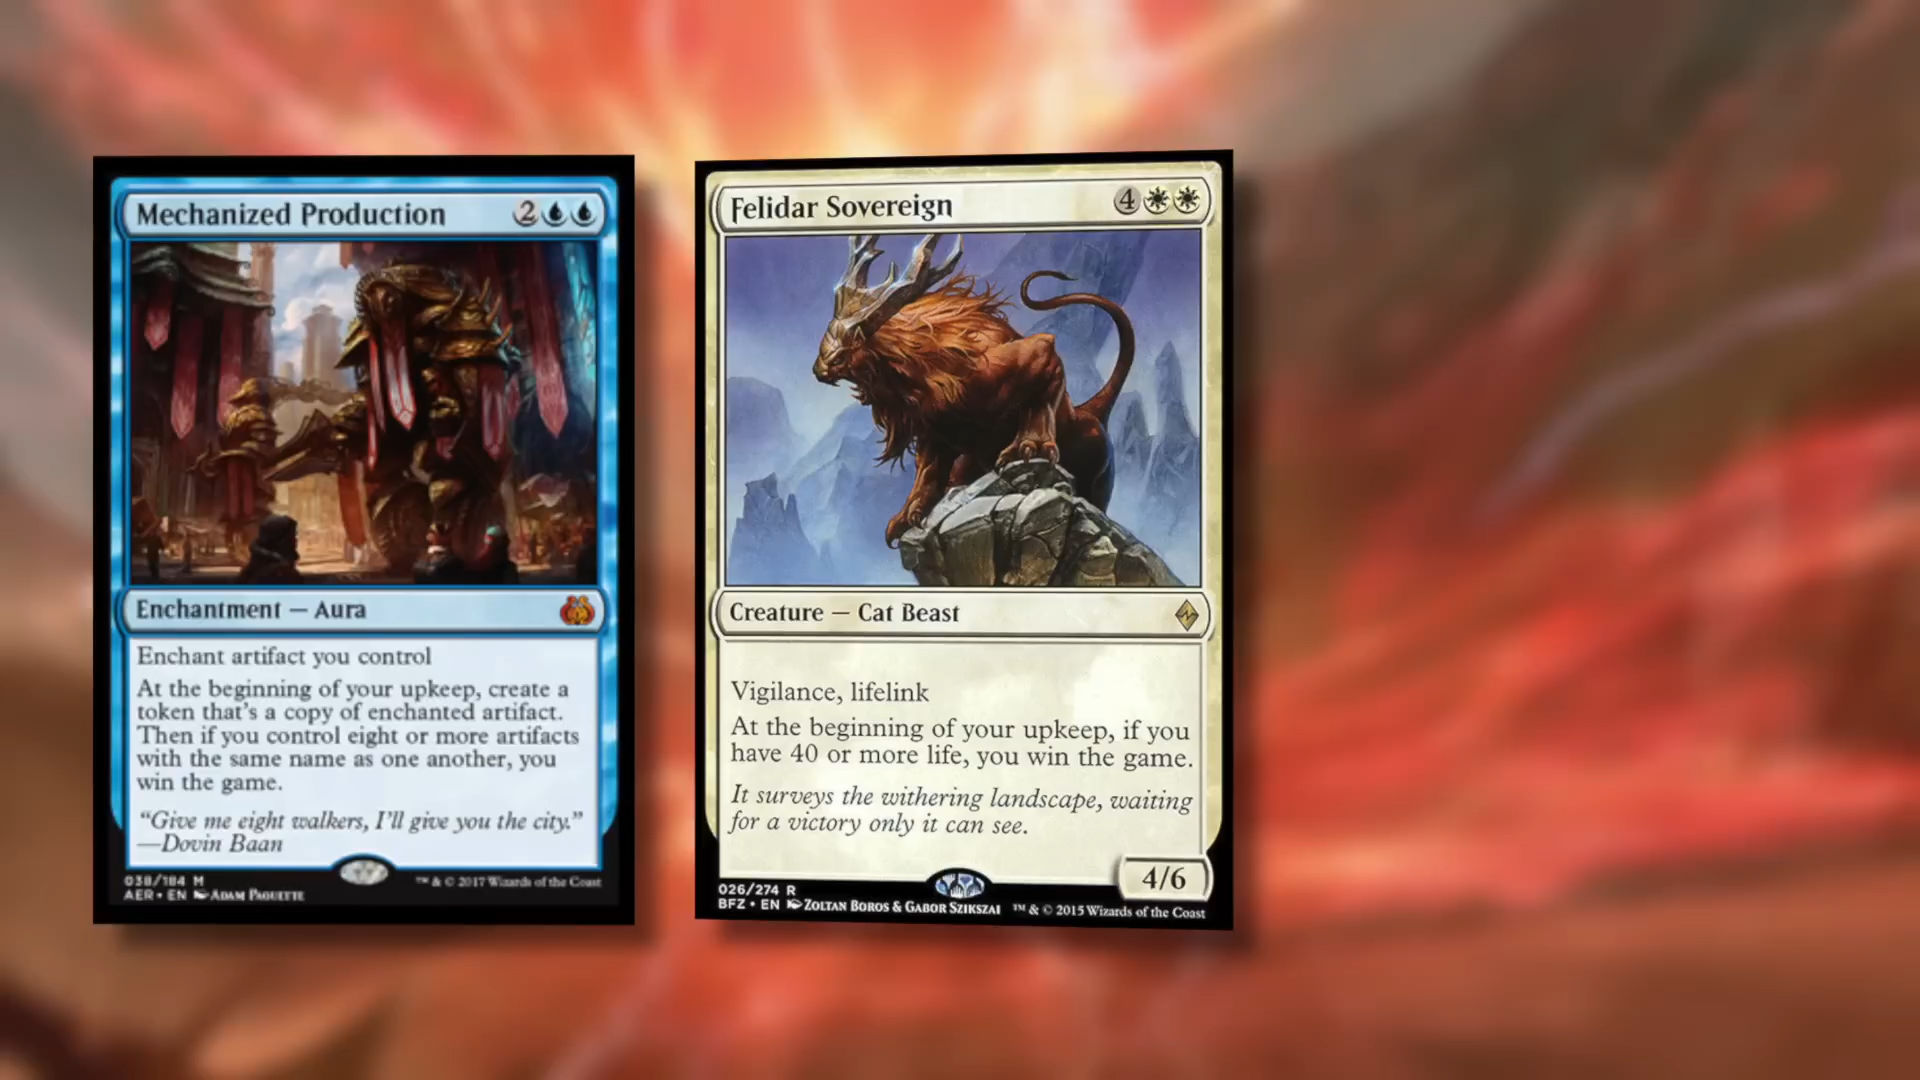 Mechanized Production 2
Enchantment — Aura
Enchant artifact you control
At the beginning of your upkeep, create a
token that's a copy of enchanted artifact.
Then if you control eight or more artifacts
with the same name as one another, you
win the game.
“Give me eight walkers, I'll give you the city.”
—Dovin Baan
038/184 M
AER • EN ADAM PAQUETTE
™ & © 2017 Wizards of the Coast
Felidar Sovereign 4
Creature — Cat Beast
Vigilance, lifelink
At the beginning of your upkeep, if you
have 40 or more life, you win the game.
It surveys the withering landscape, waiting
for a victory only it can see.
4/6
026/274 R
BFZ • EN ZOLTAN BOROS & GABOR SZIKSZAI ™ & © 2015 Wizards of the Coast